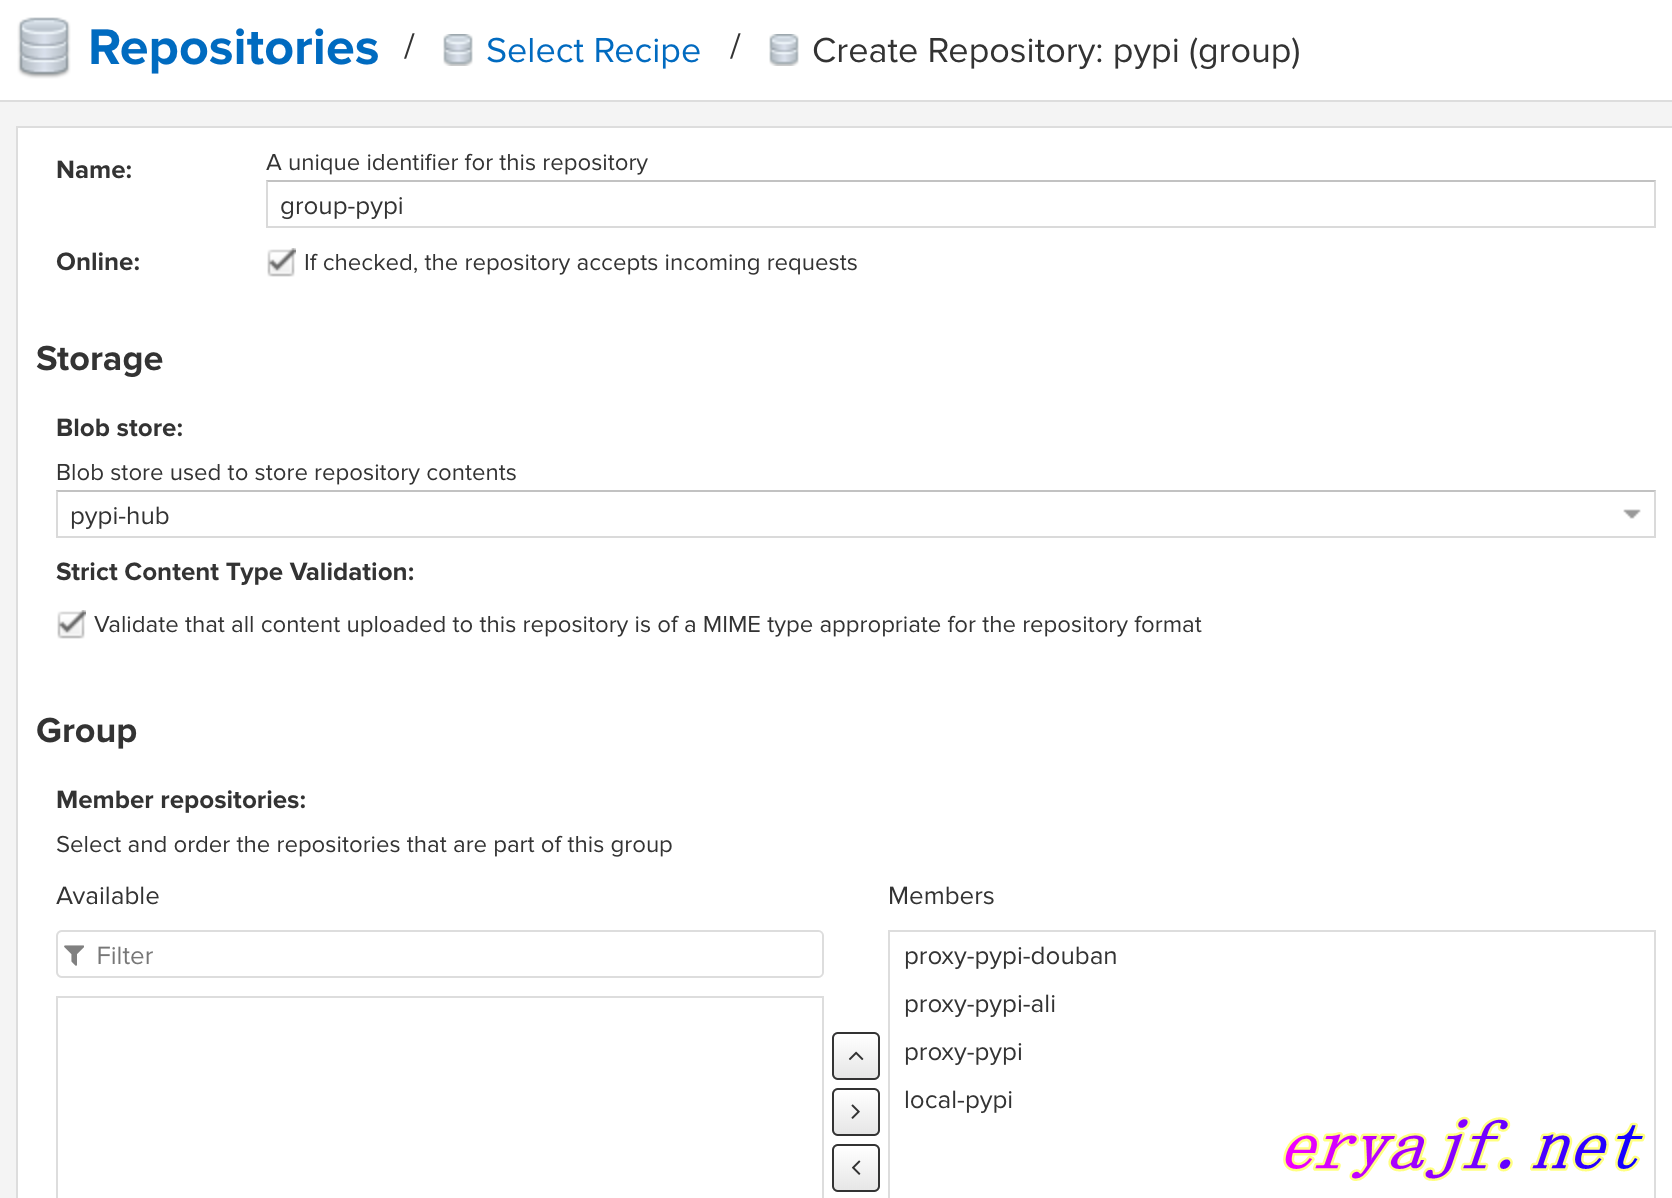 Repositories / Select Recipe / Create Repository: pypi (group)
Name:
A unique identifier for this repository
group-pypi
Online:
If checked, the repository accepts incoming requests
Storage
Blob store:
Blob store used to store repository contents
pypi-hub
Strict Content Type Validation:
Validate that all content uploaded to this repository is of a MIME type appropriate for the repository format
Group
Member repositories:
Select and order the repositories that are part of this group
Available
Members
Filter
proxy-pypi-douban
proxy-pypi-ali
proxy-pypi
local-pypi
eryajf.net